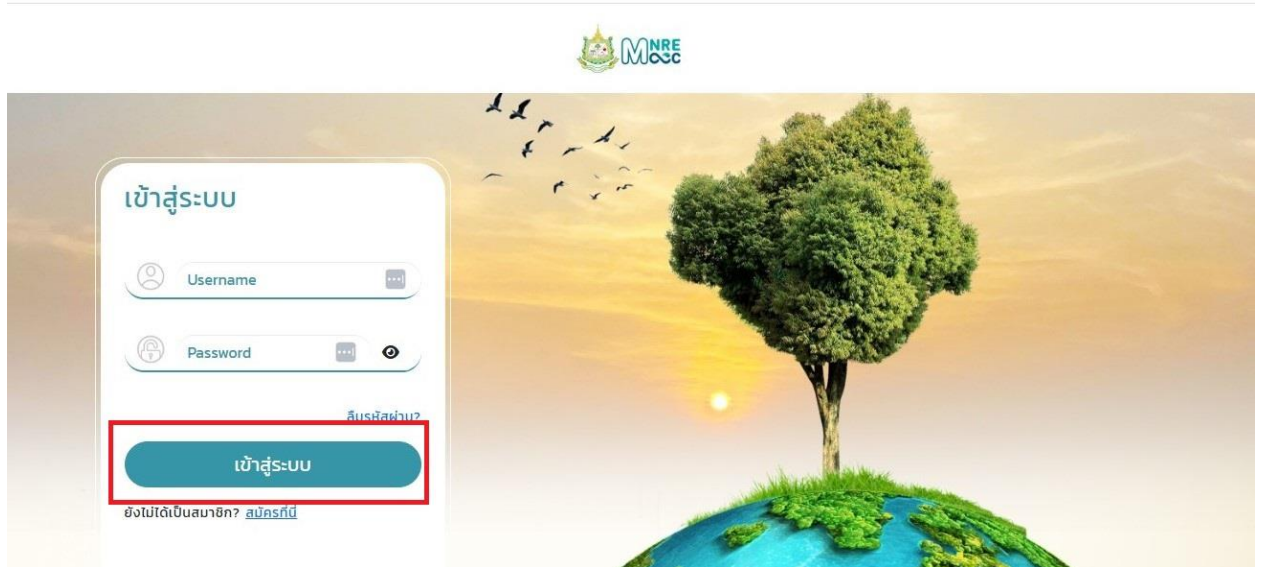 MNRE
MOOC
เข้าสู่ระบบ
Username
Password
ลืมรหัสผ่าน?
เข้าสู่ระบบ
ยังไม่ได้เป็นสมาชิก? สมัครที่นี่